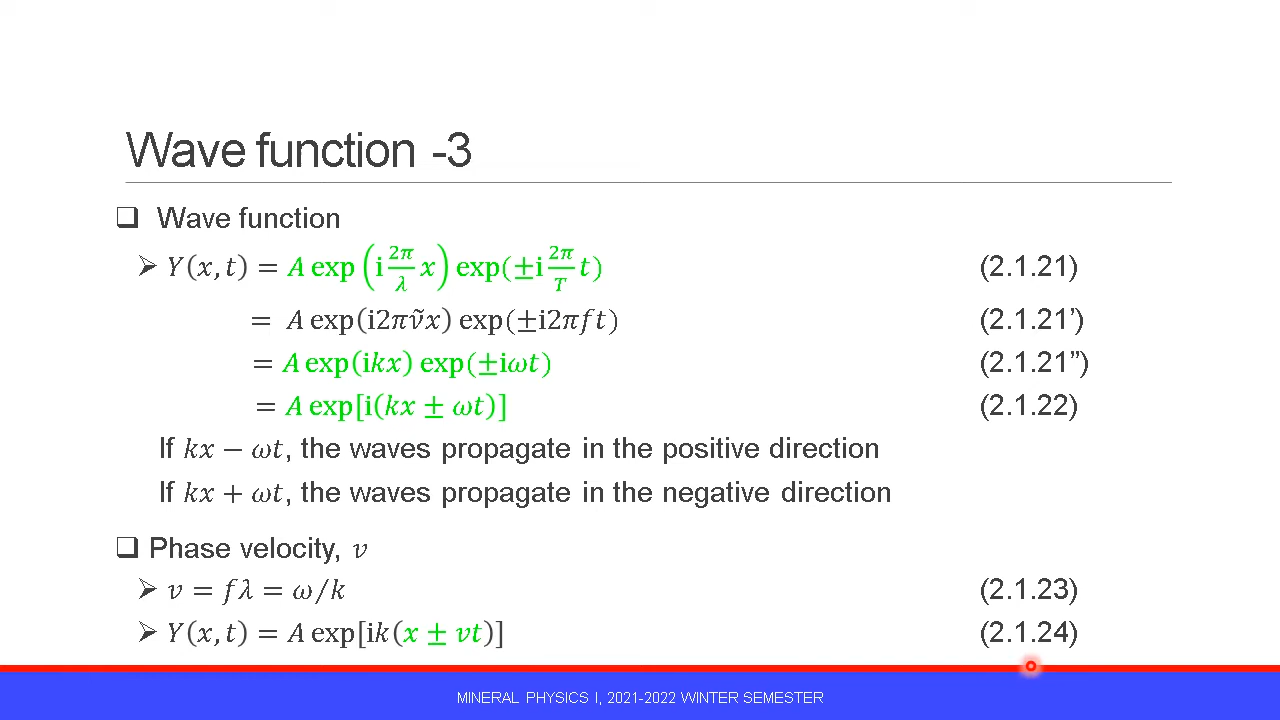 Wave function -3
❑ Wave function
➢ 𝑌(𝑥, 𝑡) = 𝐴 exp(i 2𝜋/𝜆 𝑥) exp(±i 2𝜋/𝑇 𝑡) (2.1.21)
= 𝐴 exp(i2𝜋𝜈̃𝑥) exp(±i2𝜋𝑓𝑡) (2.1.21’)
= 𝐴 exp(i𝑘𝑥) exp(±i𝜔𝑡) (2.1.21”)
= 𝐴 exp[i(𝑘𝑥 ± 𝜔𝑡)] (2.1.22)
If 𝑘𝑥 − 𝜔𝑡, the waves propagate in the positive direction
If 𝑘𝑥 + 𝜔𝑡, the waves propagate in the negative direction
❑ Phase velocity, 𝑣
➢ 𝑣 = 𝑓𝜆 = 𝜔/𝑘 (2.1.23)
➢ 𝑌(𝑥, 𝑡) = 𝐴 exp[i𝑘(𝑥 ± 𝑣𝑡)] (2.1.24)
MINERAL PHYSICS I, 2021-2022 WINTER SEMESTER